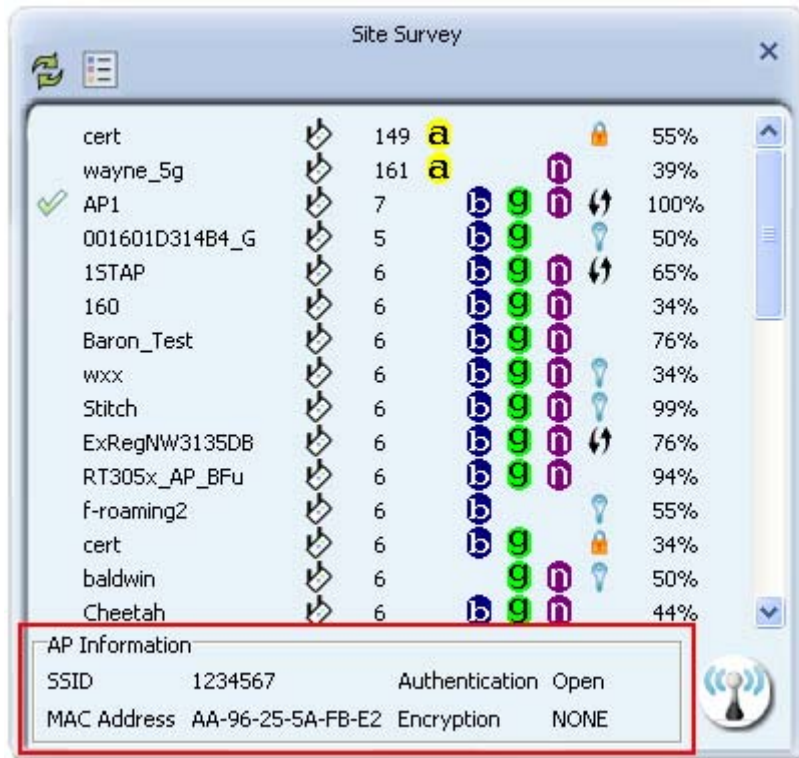 Site Survey
cert 149 a 55%
wayne_5g 161 a n 39%
AP1 7 b g n 100%
001601D314B4_G 5 b g 50%
1STAP 6 b g n 65%
160 6 b g n 34%
Baron_Test 6 b g n 76%
wxx 6 b g n 34%
Stitch 6 b g n 99%
ExRegNW3135DB 6 b g n 76%
RT305x_AP_BFu 6 b g n 94%
f-roaming2 6 b 55%
cert 6 b g 34%
baldwin 6 g n 50%
Cheetah 6 b g n 44%
AP Information
SSID 1234567 Authentication Open
MAC Address AA-96-25-5A-FB-E2 Encryption NONE